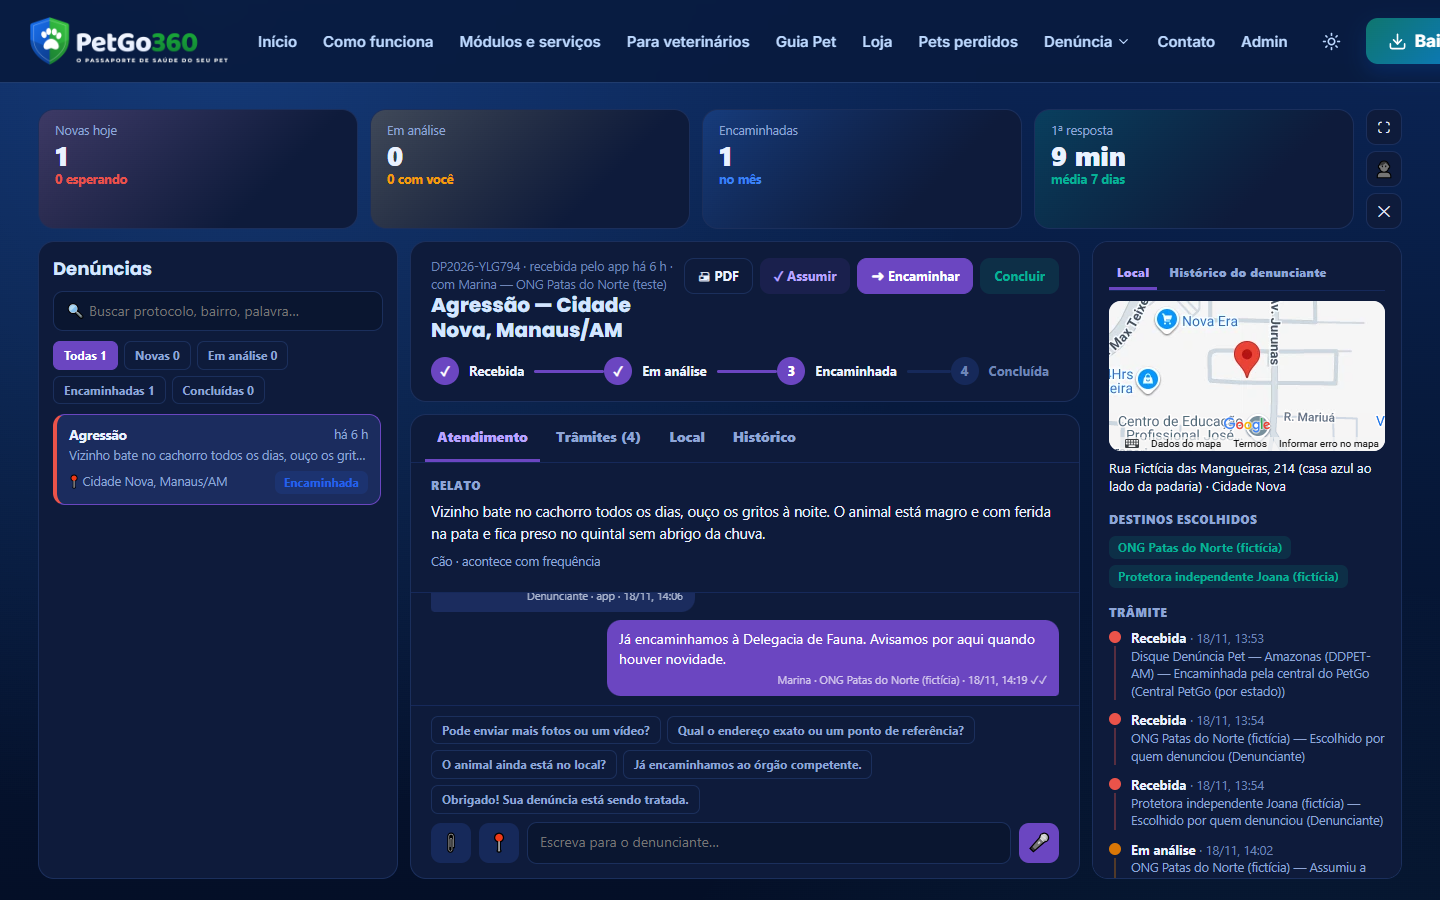 PetGo360
O PASSAPORTE DE SAÚDE DO SEU PET
Início
Como funciona
Módulos e serviços
Para veterinários
Guia Pet
Loja
Pets perdidos
Denúncia
Contato
Admin
Novas hoje
1
0 esperando
Em análise
0
0 com você
Encaminhadas
1
no mês
1ª resposta
9 min
média 7 dias
Denúncias
Buscar protocolo, bairro, palavra...
Todas 1
Novas 0
Em análise 0
Encaminhadas 1
Concluídas 0
Agressão
há 6 h
Vizinho bate no cachorro todos os dias, ouço os grit...
Cidade Nova, Manaus/AM
Encaminhada
DP2026-YLG794 · recebida pelo app há 6 h ·
com Marina — ONG Patas do Norte (teste)
Agressão — Cidade
Nova, Manaus/AM
PDF
✓ Assumir
➜ Encaminhar
Concluir
✓ Recebida
✓ Em análise
3 Encaminhada
4 Concluída
Atendimento
Trâmites (4)
Local
Histórico
RELATO
Vizinho bate no cachorro todos os dias, ouço os gritos à noite. O animal está magro e com ferida
na pata e fica preso no quintal sem abrigo da chuva.
Cão · acontece com frequência
Denunciante · app · 18/11, 14:06
Já encaminhamos à Delegacia de Fauna. Avisamos por aqui quando
houver novidade.
Marina · ONG Patas do Norte (fictícia) · 18/11, 14:19 ✓✓
Pode enviar mais fotos ou um vídeo?
Qual o endereço exato ou um ponto de referência?
O animal ainda está no local?
Já encaminhamos ao órgão competente.
Obrigado! Sua denúncia está sendo tratada.
Escreva para o denunciante...
Local
Histórico do denunciante
Max Teixe
Nova Era
Av. Jurunas
4Hrs
eira
Centro de Educação
Profissional José
Google
R. Mariuá
V
Dados do mapa
Termos
Informar erro no mapa
Rua Fictícia das Mangueiras, 214 (casa azul ao
lado da padaria) · Cidade Nova
DESTINOS ESCOLHIDOS
ONG Patas do Norte (fictícia)
Protetora independente Joana (fictícia)
TRÂMITE
Recebida · 18/11, 13:53
Disque Denúncia Pet — Amazonas (DDPET-
AM) — Encaminhada pela central do PetGo
(Central PetGo (por estado))
Recebida · 18/11, 13:54
ONG Patas do Norte (fictícia) — Escolhido por
quem denunciou (Denunciante)
Recebida · 18/11, 13:54
Protetora independente Joana (fictícia) —
Escolhido por quem denunciou (Denunciante)
Em análise · 18/11, 14:02
ONG Patas do Norte (fictícia) — Assumiu a